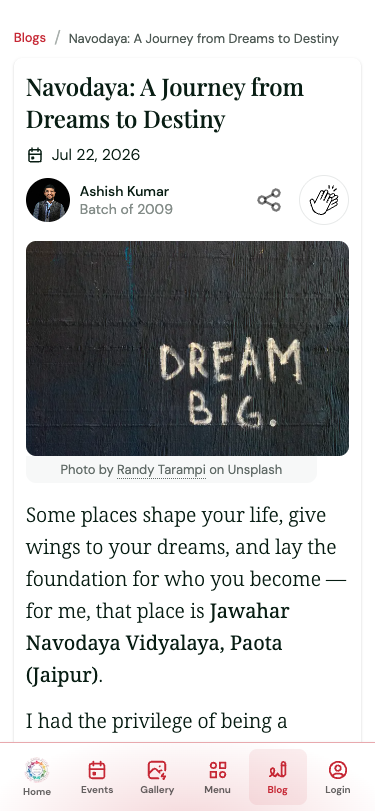 Blogs / Navodaya: A Journey from Dreams to Destiny
Navodaya: A Journey from
Dreams to Destiny
Jul 22, 2026
Ashish Kumar
Batch of 2009
DREAM
BIG.
Photo by Randy Tarampi on Unsplash
Some places shape your life, give
wings to your dreams, and lay the
foundation for who you become —
for me, that place is Jawahar
Navodaya Vidyalaya, Paota
(Jaipur).
I had the privilege of being a
Home
Events
Gallery
Menu
Blog
Login